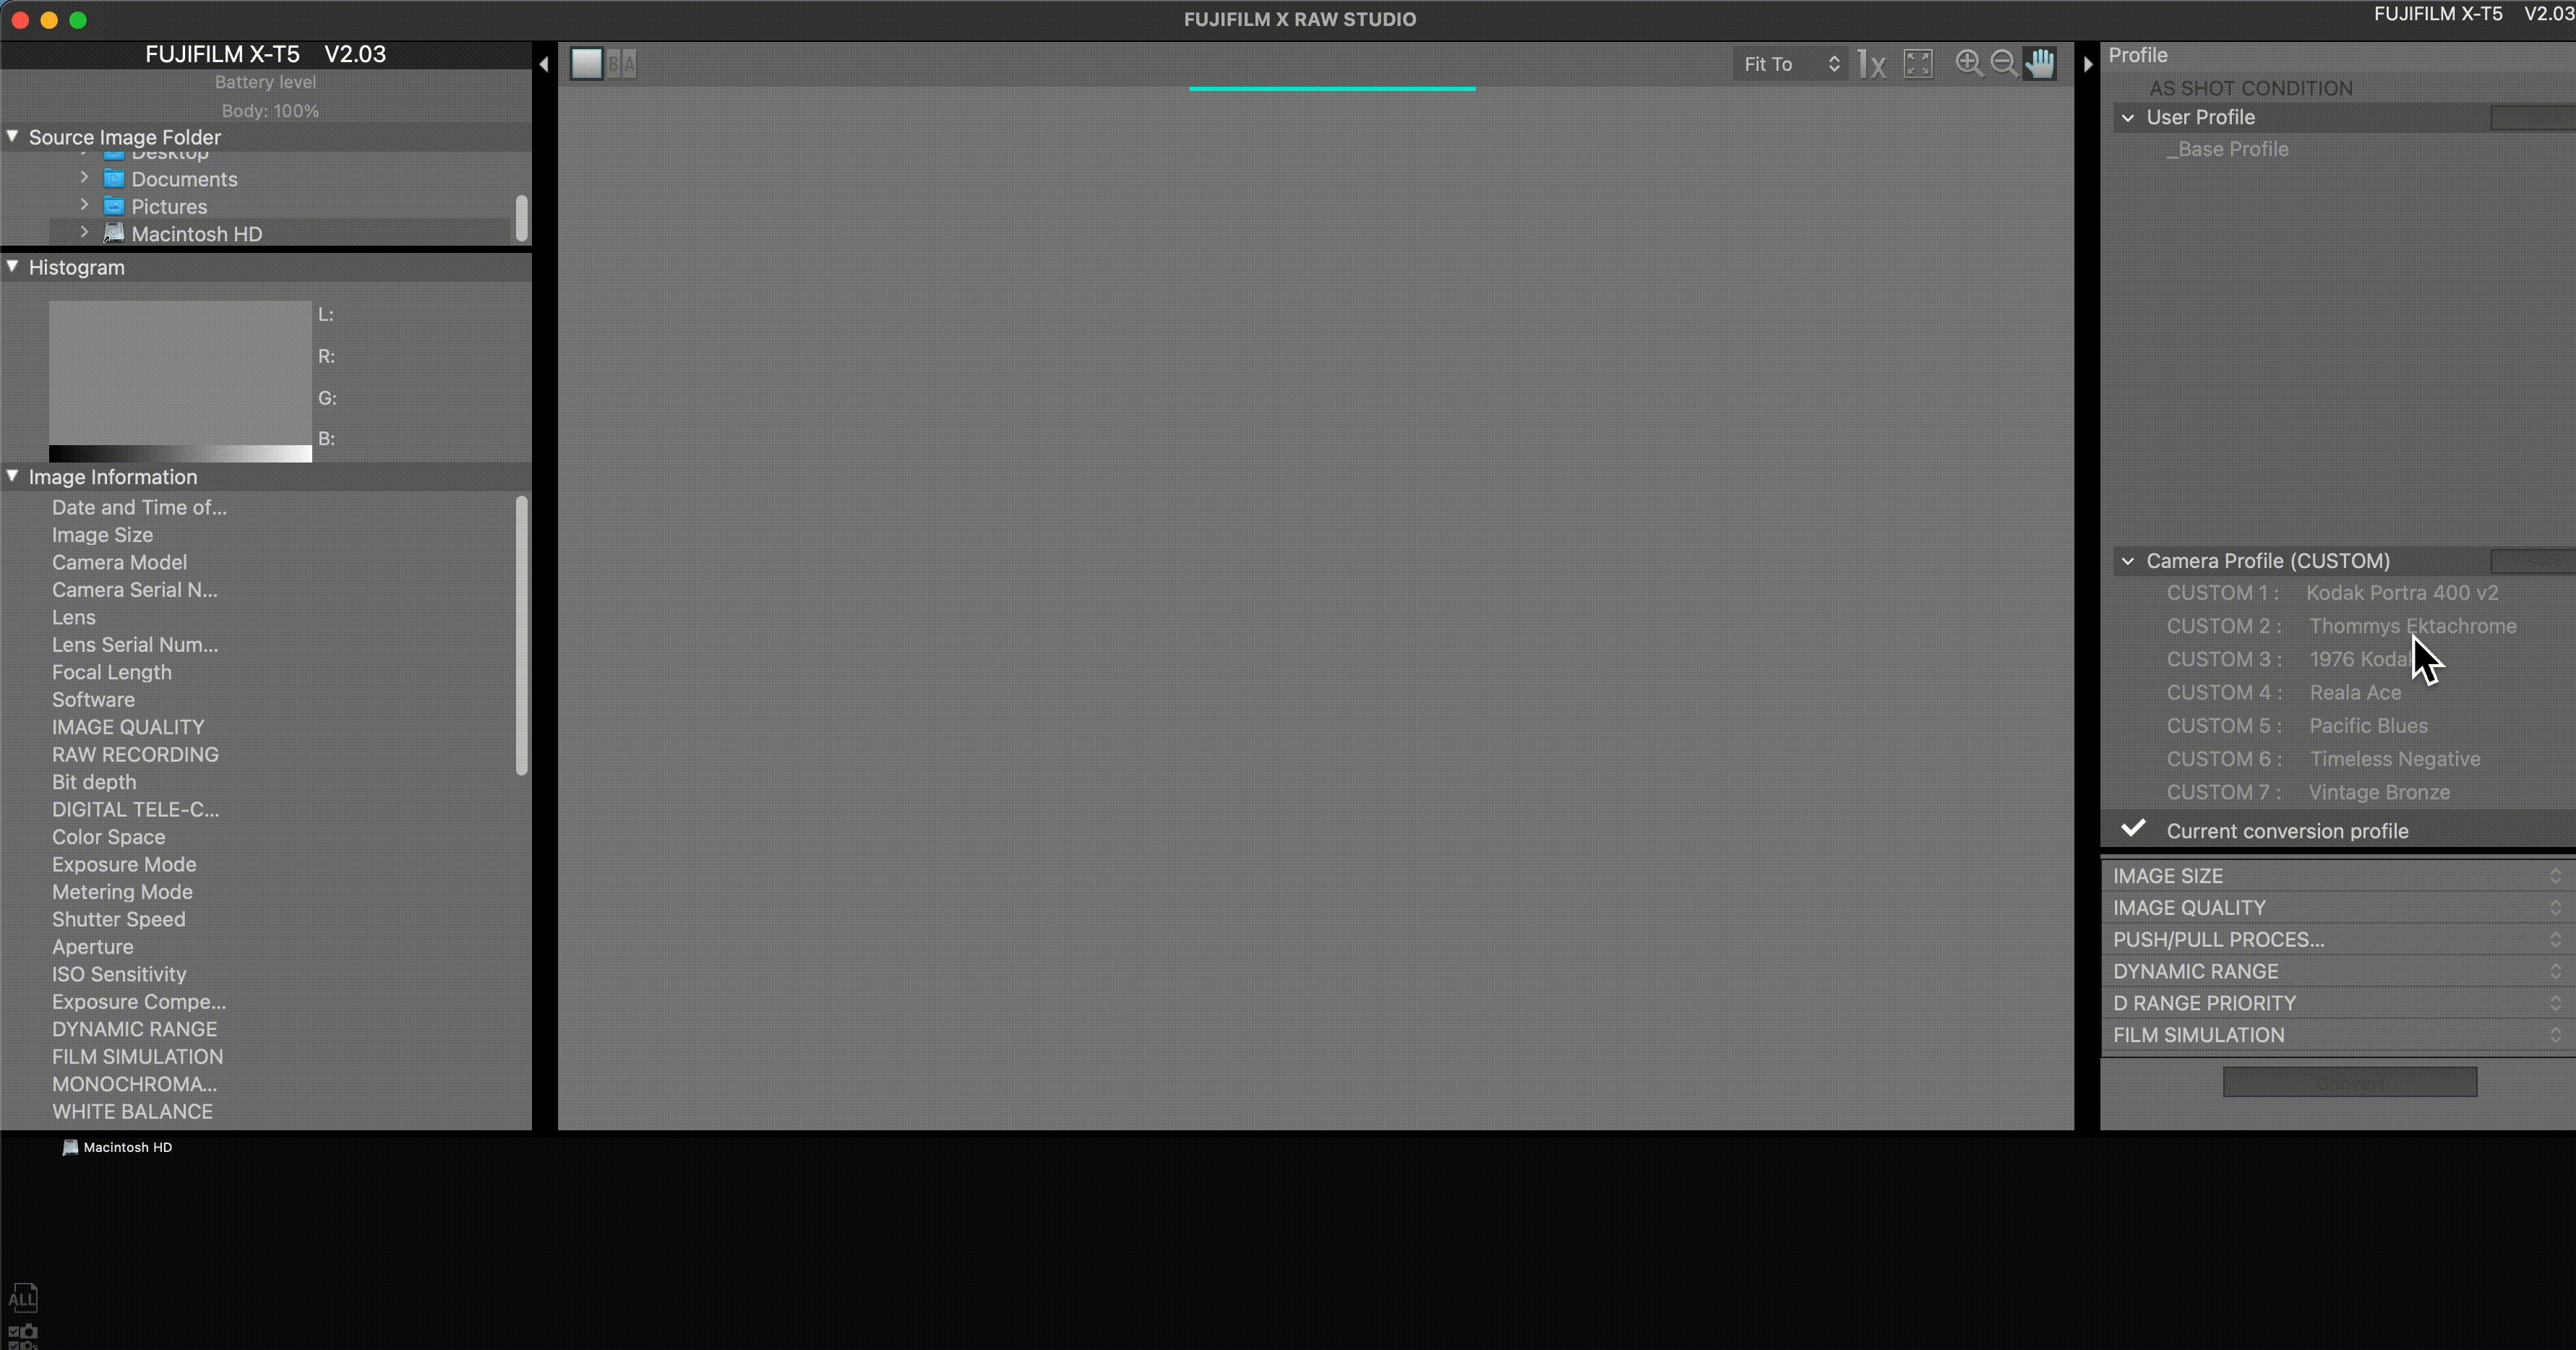 FUJIFILM X RAW STUDIO
FUJIFILM X-T5 V2.03
FUJIFILM X-T5 V2.03
Battery level
Body: 100%
Source Image Folder
Desktop
Documents
Pictures
Macintosh HD
Histogram
L:
R:
G:
B:
Image Information
Date and Time of...
Image Size
Camera Model
Camera Serial N...
Lens
Lens Serial Num...
Focal Length
Software
IMAGE QUALITY
RAW RECORDING
Bit depth
DIGITAL TELE-C...
Color Space
Exposure Mode
Metering Mode
Shutter Speed
Aperture
ISO Sensitivity
Exposure Compe...
DYNAMIC RANGE
FILM SIMULATION
MONOCHROMA...
WHITE BALANCE
B A
Fit To
1x
Profile
AS SHOT CONDITION
User Profile
_Base Profile
Camera Profile (CUSTOM)
CUSTOM 1 : Kodak Portra 400 v2
CUSTOM 2 : Thommys Ektachrome
CUSTOM 3 : 1976
CUSTOM 4 : Reala Ace
CUSTOM 5 : Pacific Blues
CUSTOM 6 : Timeless Negative
CUSTOM 7 : Vintage Bronze
Current conversion profile
IMAGE SIZE
IMAGE QUALITY
PUSH/PULL PROCES...
DYNAMIC RANGE
D RANGE PRIORITY
FILM SIMULATION
Convert
Macintosh HD
ALL